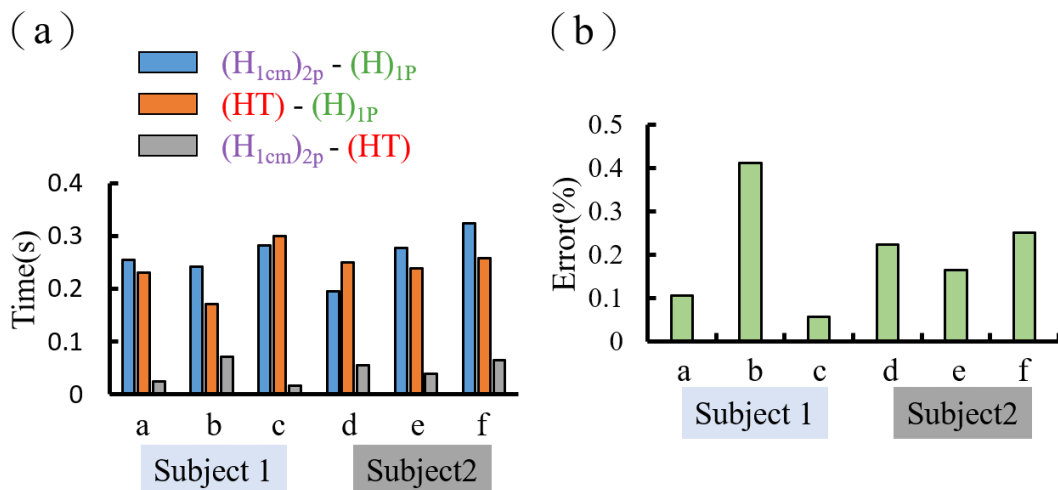 (a)
(H1cm)2p - (H)1P
(HT) - (H)1P
(H1cm)2p - (HT)
Time(s)
0.4
0.3
0.2
0.1
0
a b c d e f
Subject 1 Subject2
(b)
Error(%)
0.5
0.4
0.3
0.2
0.1
0
a b c d e f
Subject 1 Subject2